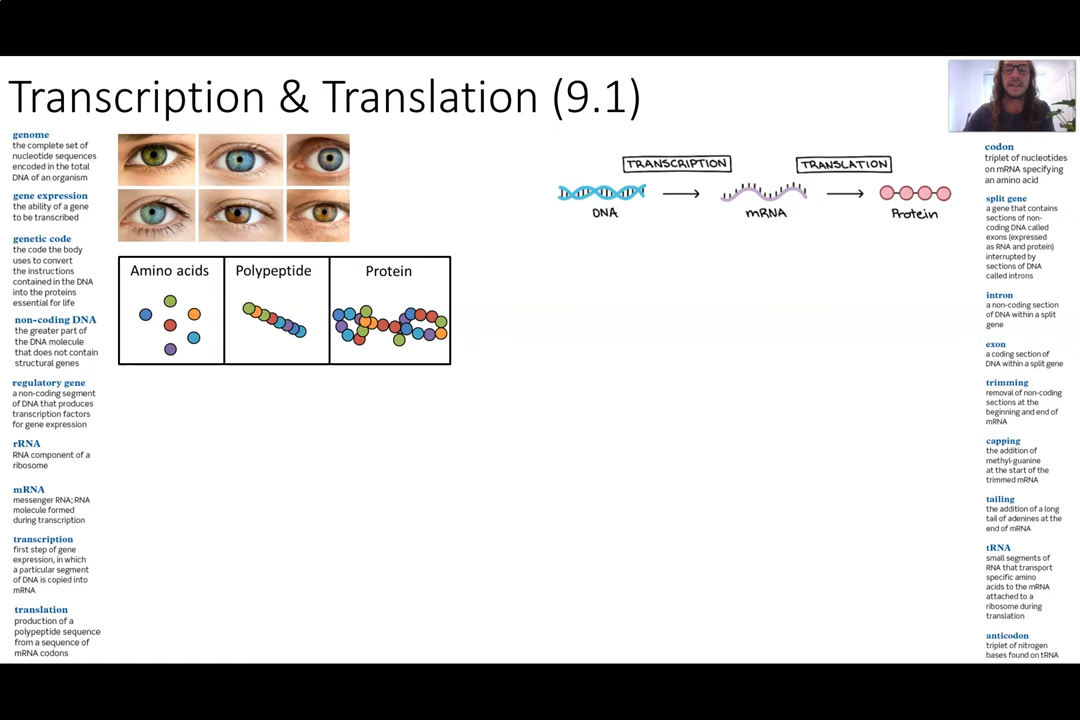 Transcription & Translation (9.1)
genome
the complete set of
nucleotide sequences
encoded in the total
DNA of an organism
gene expression
the ability of a gene
to be transcribed
genetic code
the code the body
uses to convert
the instructions
contained in the DNA
into the proteins
essential for life
non-coding DNA
the greater part of
the DNA molecule
that does not contain
structural genes
regulatory gene
a non-coding segment
of DNA that produces
transcription factors
for gene expression
rRNA
RNA component of a
ribosome
mRNA
messenger RNA; RNA
molecule formed
during transcription
transcription
first step of gene
expression, in which
a particular segment
of DNA is copied into
mRNA
translation
production of a
polypeptide sequence
from a sequence of
mRNA codons
Amino acids
Polypeptide
Protein
TRANSCRIPTION
TRANSLATION
DNA
mRNA
Protein
codon
triplet of nucleotides
on mRNA specifying
an amino acid
split gene
a gene that contains
sections of non-
coding DNA called
exons (expressed
as RNA and protein)
interrupted by
sections of DNA
called introns
intron
a non-coding section
of DNA within a split
gene
exon
a coding section of
DNA within a split gene
trimming
removal of non-coding
sections at the
beginning and end of
mRNA
capping
the addition of
methyl-guanine
at the start of the
trimmed mRNA
tailing
the addition of a long
tail of adenines at the
end of mRNA
tRNA
small segments of
RNA that transport
specific amino
acids to the mRNA
attached to a
ribosome during
translation
anticodon
triplet of nitrogen
bases found on tRNA